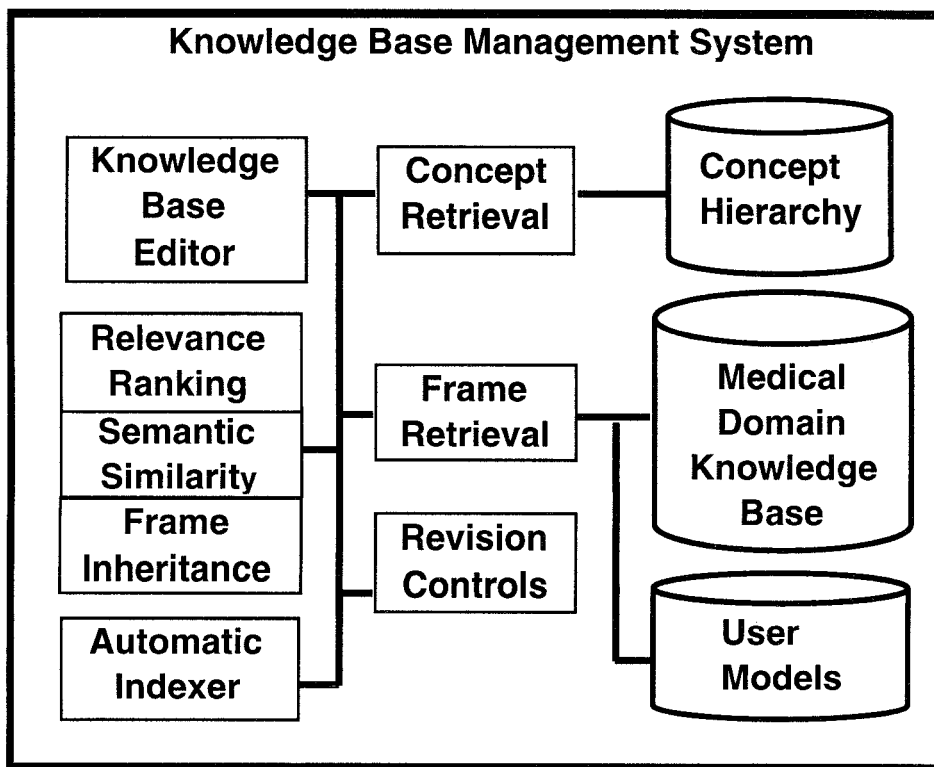 Knowledge Base Management System
Knowledge
Base
Editor
Concept
Retrieval
Concept
Hierarchy
Relevance
Ranking
Semantic
Similarity
Frame
Inheritance
Frame
Retrieval
Medical
Domain
Knowledge
Base
Revision
Controls
Automatic
Indexer
User
Models